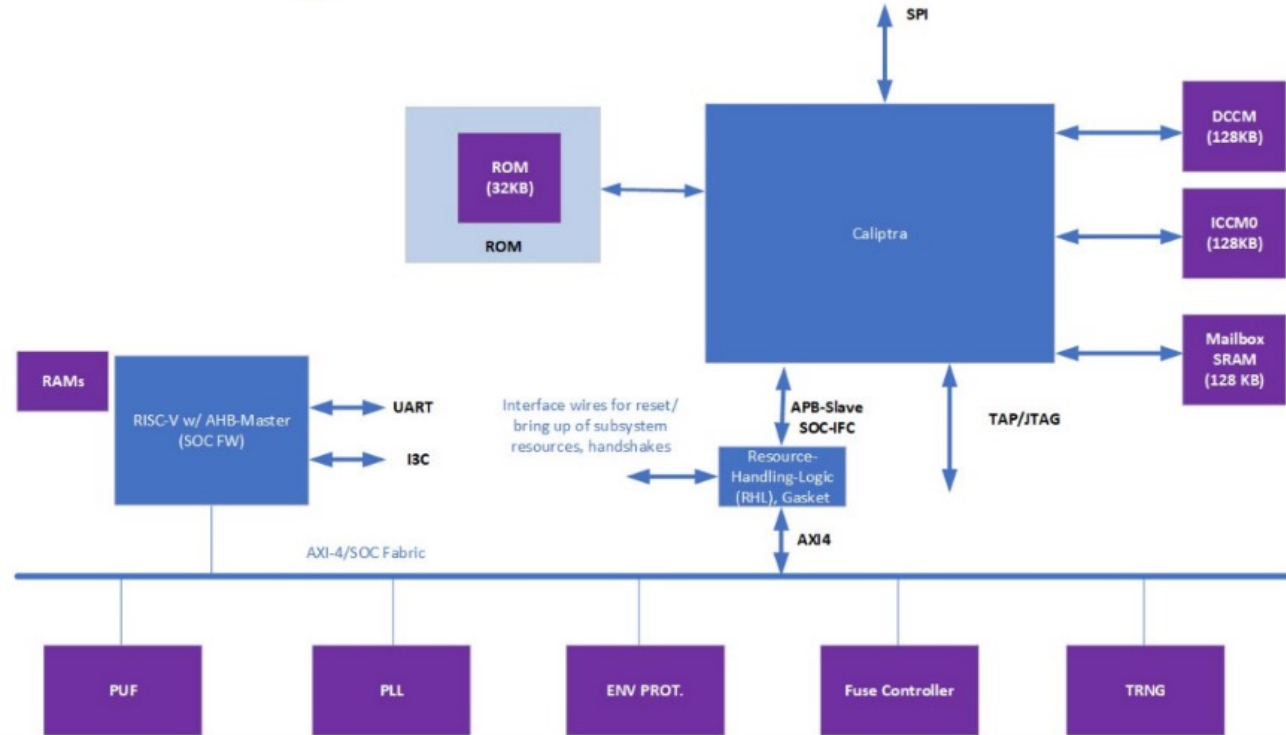 SPI
DCCM
(128KB)
ROM
(32KB)
ROM
Caliptra
ICCM0
(128KB)
Mailbox
SRAM
(128 KB)
RAMs
RISC-V w/ AHB-Master
(SOC FW)
UART
I3C
Interface wires for reset/
bring up of subsystem
resources, handshakes
APB-Slave
SOC-IFC
TAP/JTAG
Resource-
Handling-Logic
(RHL), Gasket
AXI4
AXI-4/SOC Fabric
PUF
PLL
ENV PROT.
Fuse Controller
TRNG